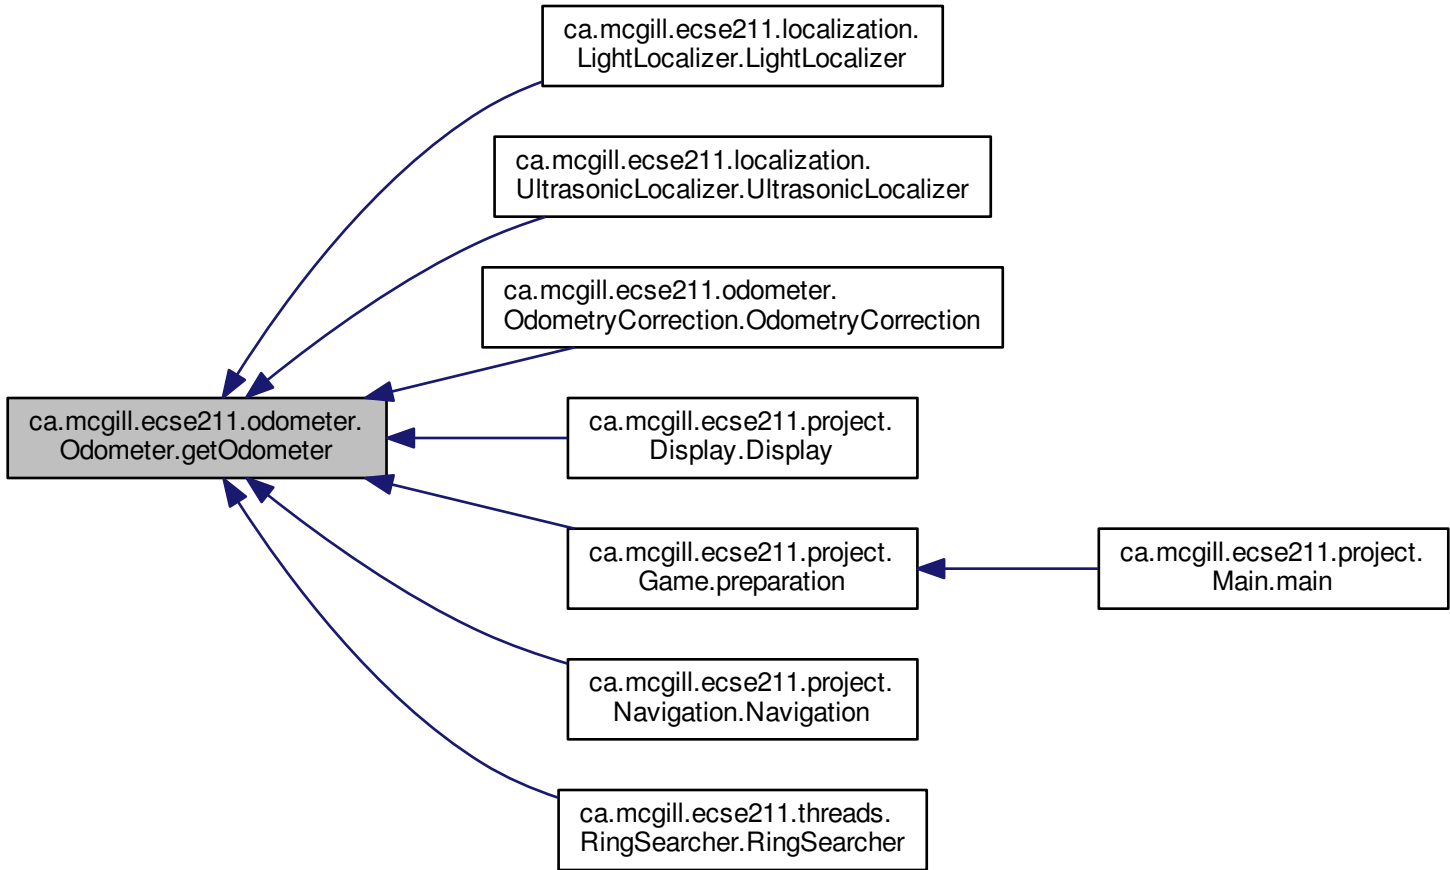 ca.mcgill.ecse211.localization.
LightLocalizer.LightLocalizer
ca.mcgill.ecse211.localization.
UltrasonicLocalizer.UltrasonicLocalizer
ca.mcgill.ecse211.odometer.
OdometryCorrection.OdometryCorrection
ca.mcgill.ecse211.odometer.
Odometer.getOdometer
ca.mcgill.ecse211.project.
Display.Display
ca.mcgill.ecse211.project.
Game.preparation
ca.mcgill.ecse211.project.
Main.main
ca.mcgill.ecse211.project.
Navigation.Navigation
ca.mcgill.ecse211.threads.
RingSearcher.RingSearcher